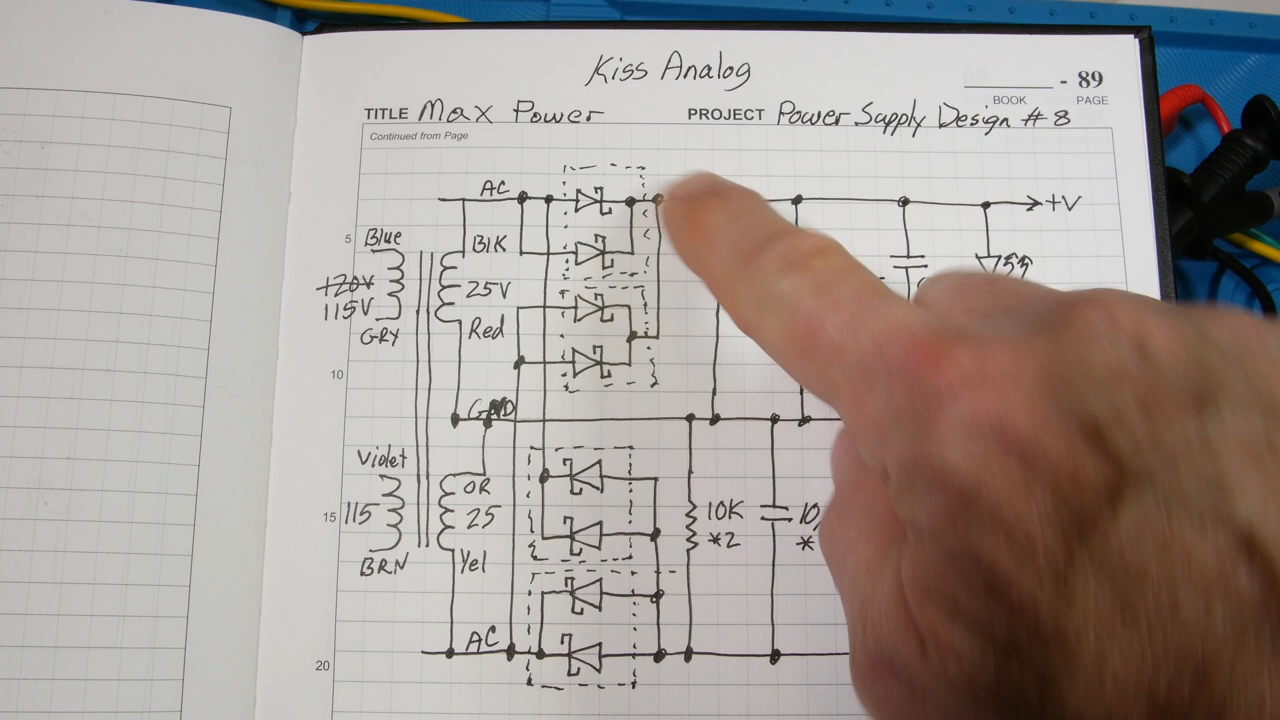 Kiss Analog
- 89
BOOK PAGE
TITLE Max Power PROJECT Power Supply Design #8
Continued from Page
AC
+V
5
Blue
BlK
120V
25V
115V
Red
GRY
10
GND
Violet
OR
15
115
25
10K
10
*2
*
BRN
Yel
AC
20